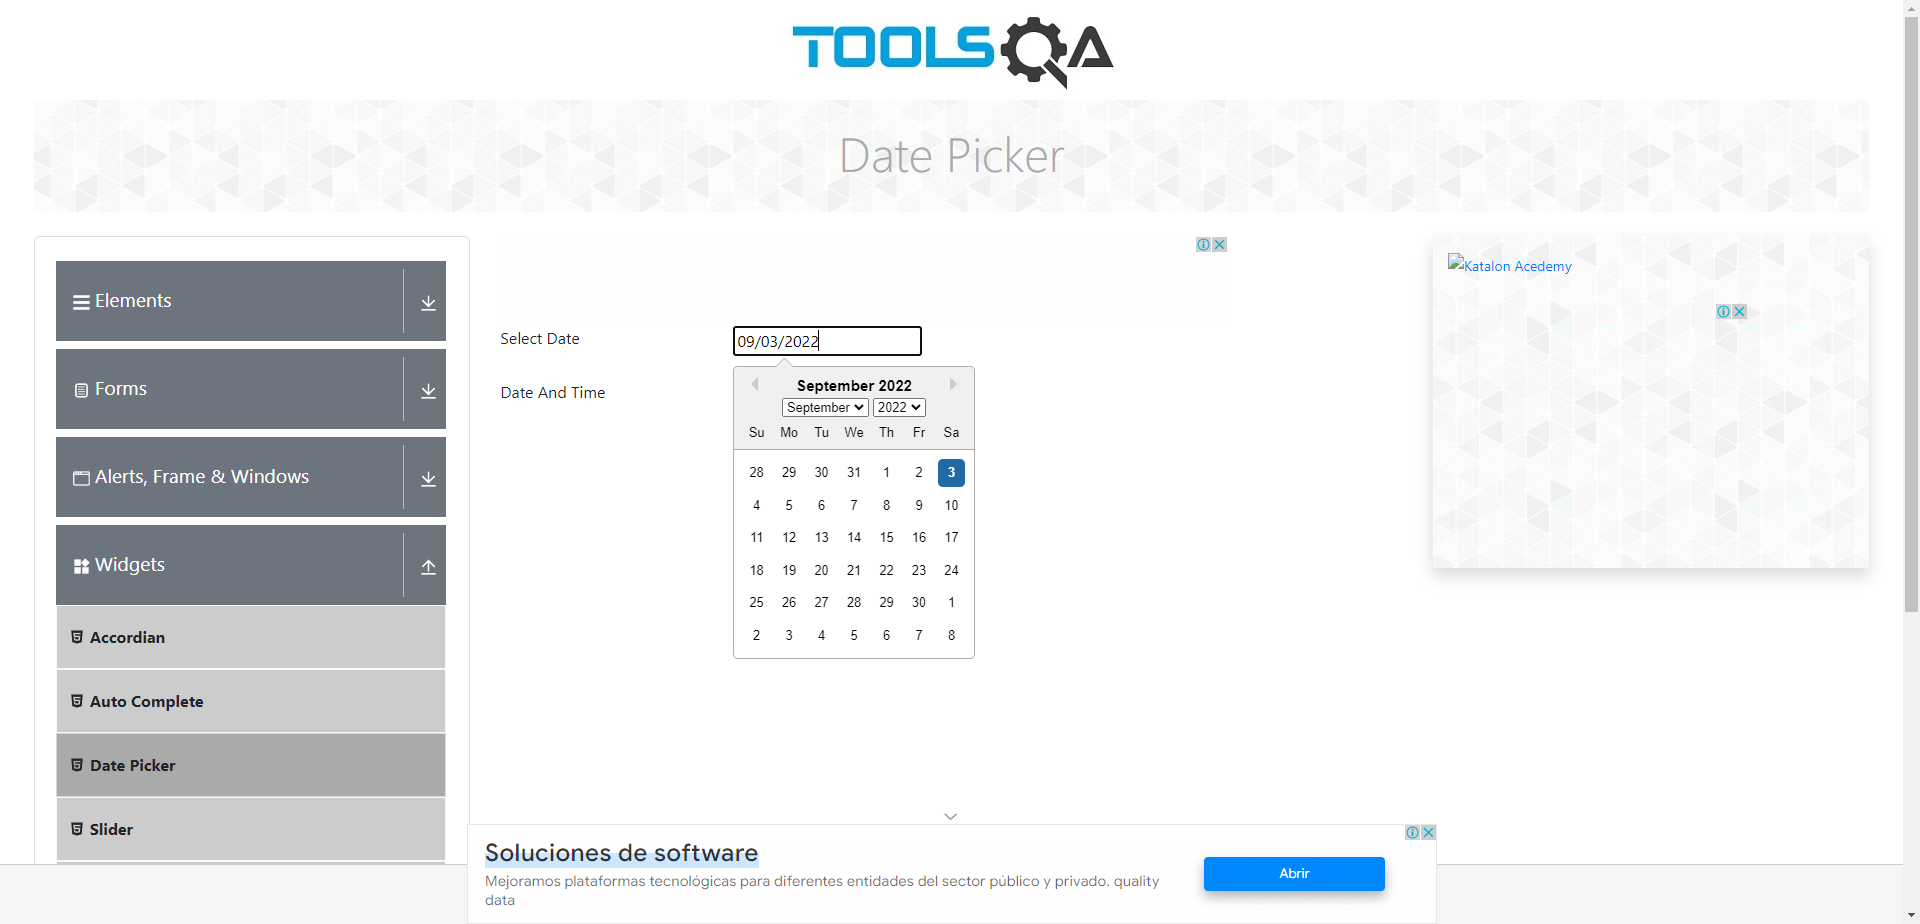 TOOLSQA
Date Picker
Elements
Forms
Alerts, Frame & Windows
Widgets
Accordian
Auto Complete
Date Picker
Slider
Select Date
09/03/2022
Date And Time
September 2022
September 2022
Su Mo Tu We Th Fr Sa
28 29 30 31 1 2 3
4 5 6 7 8 9 10
11 12 13 14 15 16 17
18 19 20 21 22 23 24
25 26 27 28 29 30 1
2 3 4 5 6 7 8
Katalon Acedemy
Soluciones de software
Mejoramos plataformas tecnológicas para diferentes entidades del sector público y privado. quality
data
Abrir